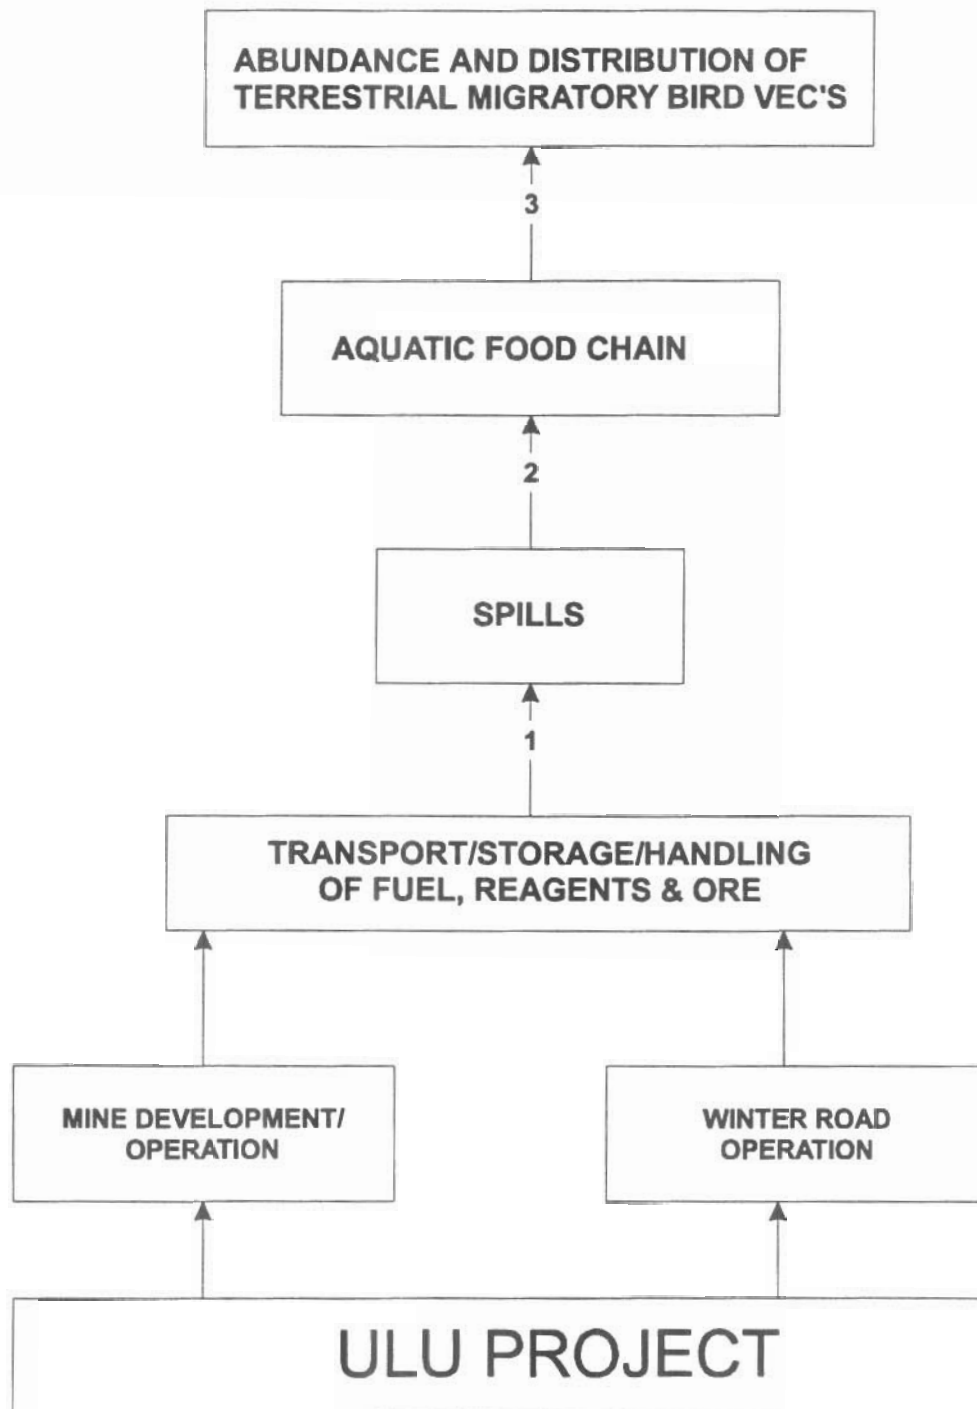 ABUNDANCE AND DISTRIBUTION OF
TERRESTRIAL MIGRATORY BIRD VEC'S
3
AQUATIC FOOD CHAIN
2
SPILLS
1
TRANSPORT/STORAGE/HANDLING
OF FUEL, REAGENTS & ORE
MINE DEVELOPMENT/
OPERATION
WINTER ROAD
OPERATION
ULU PROJECT